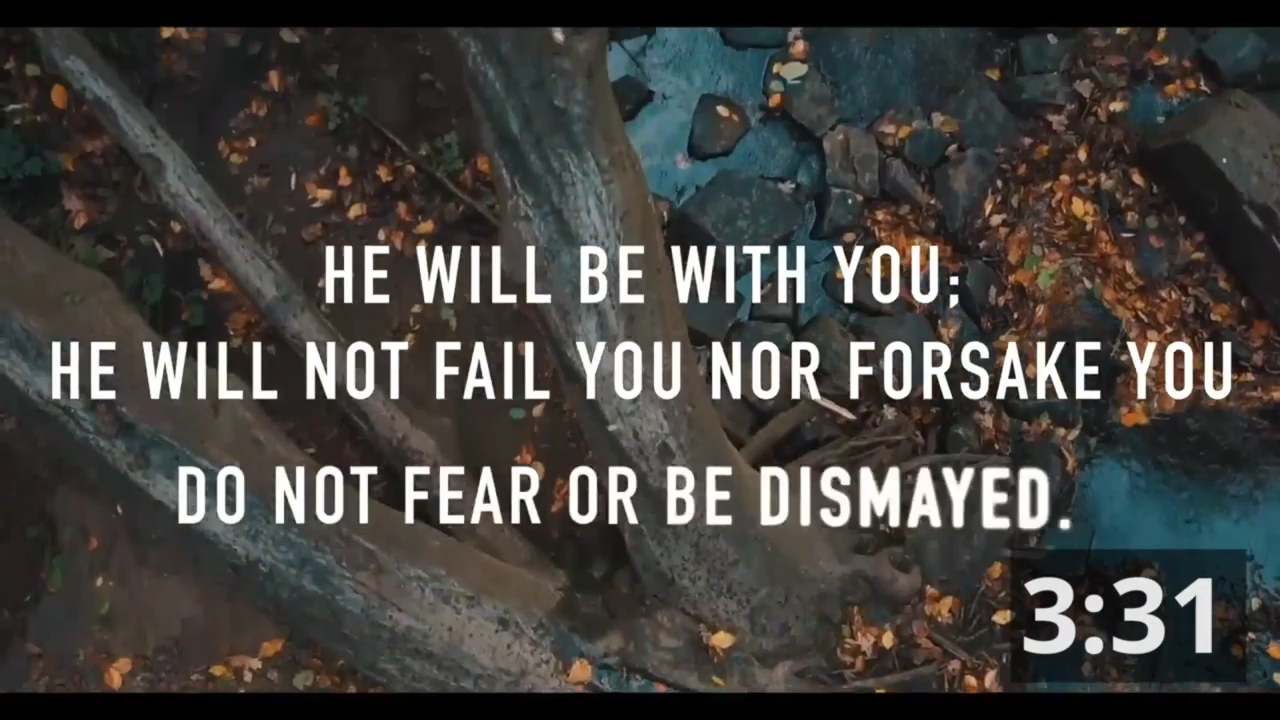 HE WILL BE WITH YOU;
HE WILL NOT FAIL YOU NOR FORSAKE YOU
DO NOT FEAR OR BE DISMAYED.
3:31